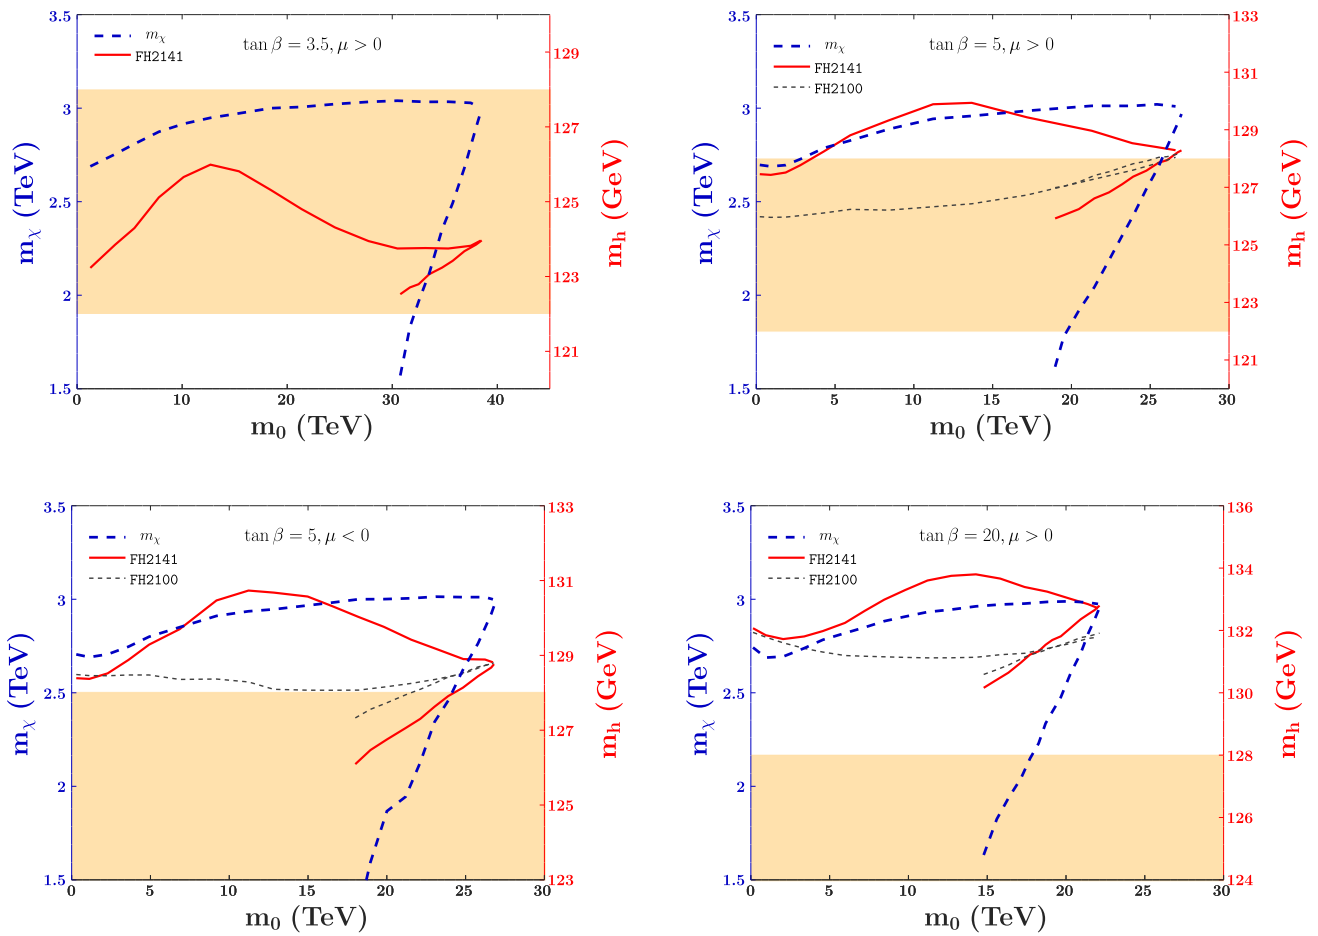 3.5
3
2.5
2
1.5
m_χ (TeV)
m_χ
FH2141
tan β = 3.5, μ > 0
129
127
125
123
121
m_h (GeV)
0 10 20 30 40
m_0 (TeV)
3.5
3
2.5
2
1.5
m_χ (TeV)
m_χ
FH2141
FH2100
tan β = 5, μ > 0
133
131
129
127
125
123
121
m_h (GeV)
0 5 10 15 20 25 30
m_0 (TeV)
3.5
3
2.5
2
1.5
m_χ (TeV)
m_χ
FH2141
FH2100
tan β = 5, μ < 0
133
131
129
127
125
123
m_h (GeV)
0 5 10 15 20 25 30
m_0 (TeV)
3.5
3
2.5
2
1.5
m_χ (TeV)
m_χ
FH2141
FH2100
tan β = 20, μ > 0
136
134
132
130
128
126
124
m_h (GeV)
0 5 10 15 20 25 30
m_0 (TeV)